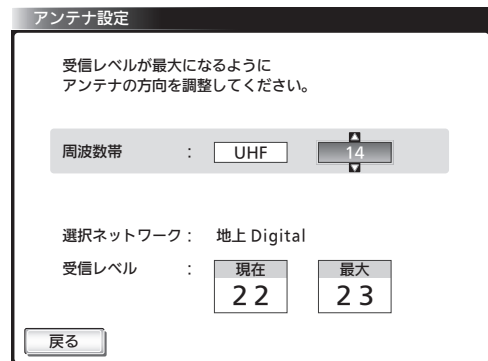 アンテナ設定
受信レベルが最大になるように
アンテナの方向を調整してください。
周波数帯 : UHF 14
選択ネットワーク : 地上 Digital
受信レベル : 現在 最大
22 23
戻る